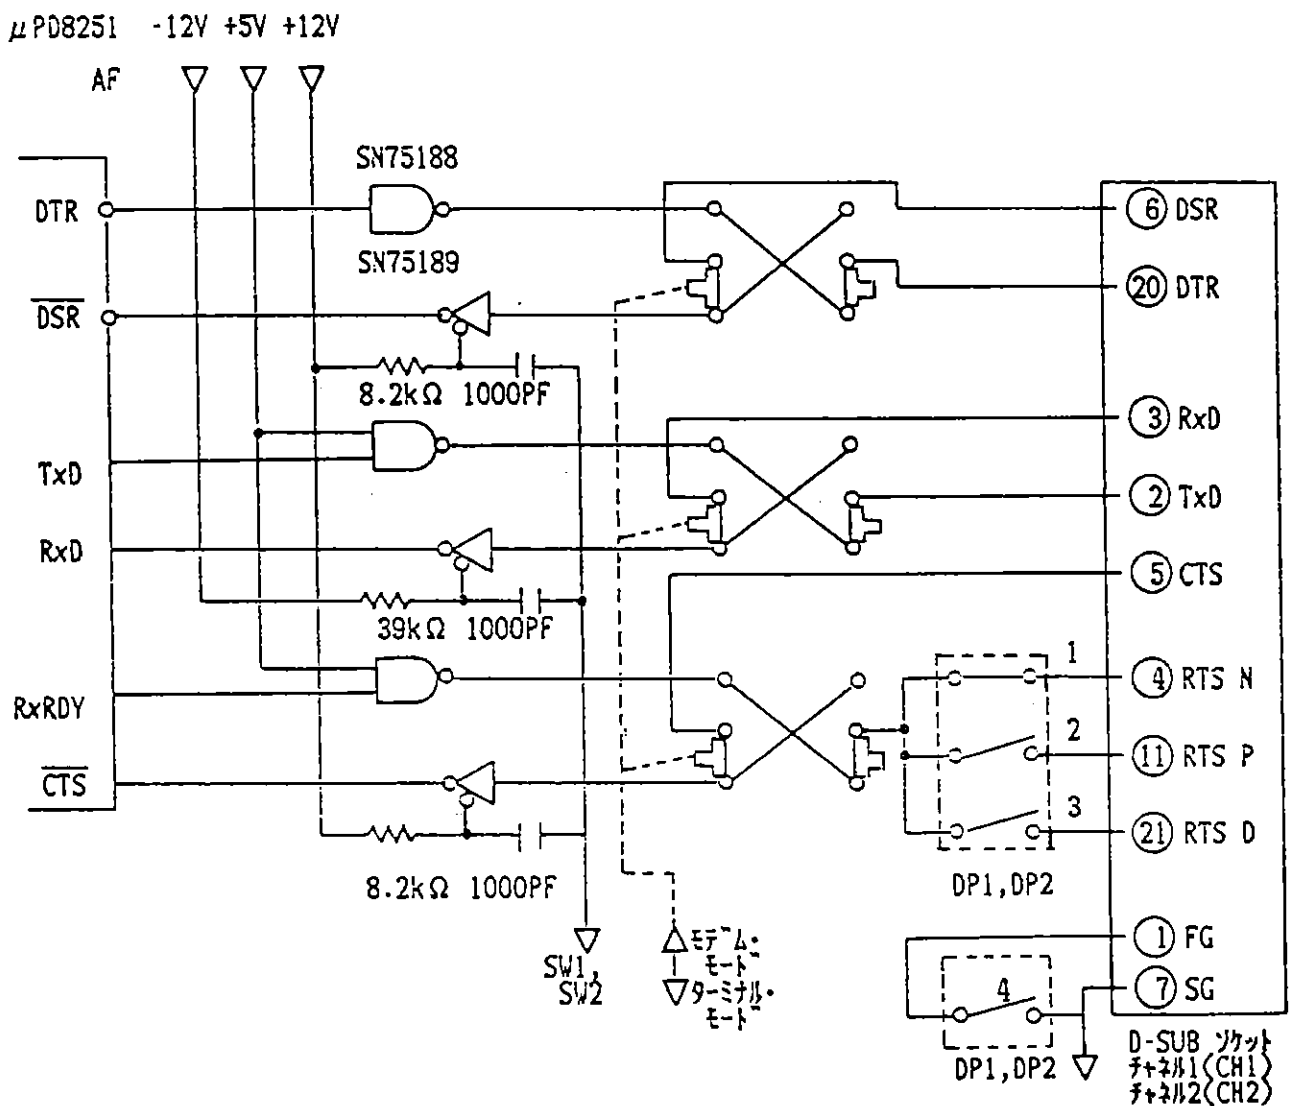 μPD8251 -12V +5V +12V
AF
SN75188
DTR
SN75189
DSR
8.2kΩ 1000PF
TxD
RxD
39kΩ 1000PF
RxRDY
CTS
8.2kΩ 1000PF
SW1,
SW2
モデム・
モード
ターミナル・
モード
6 DSR
20 DTR
3 RxD
2 TxD
5 CTS
1
4 RTS N
2
11 RTS P
3
21 RTS D
DP1,DP2
1 FG
4
7 SG
DP1,DP2
D-SUB ソケット
チャネル1(CH1)
チャネル2(CH2)